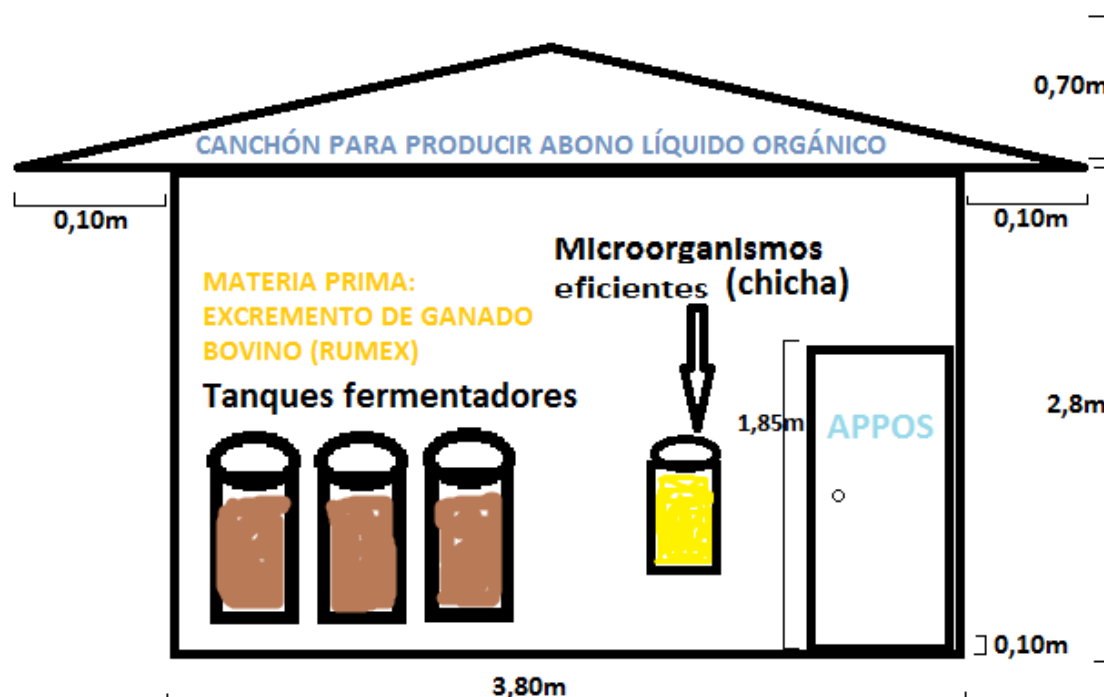 0,70m
CANCHÓN PARA PRODUCIR ABONO LÍQUIDO ORGÁNICO
0,10m
0,10m
Microorganismos
eficientes (chicha)
MATERIA PRIMA:
EXCREMENTO DE GANADO
BOVINO (RUMEX)
Tanques fermentadores
1,85m
APPOS
2,8m
0,10m
3,80m